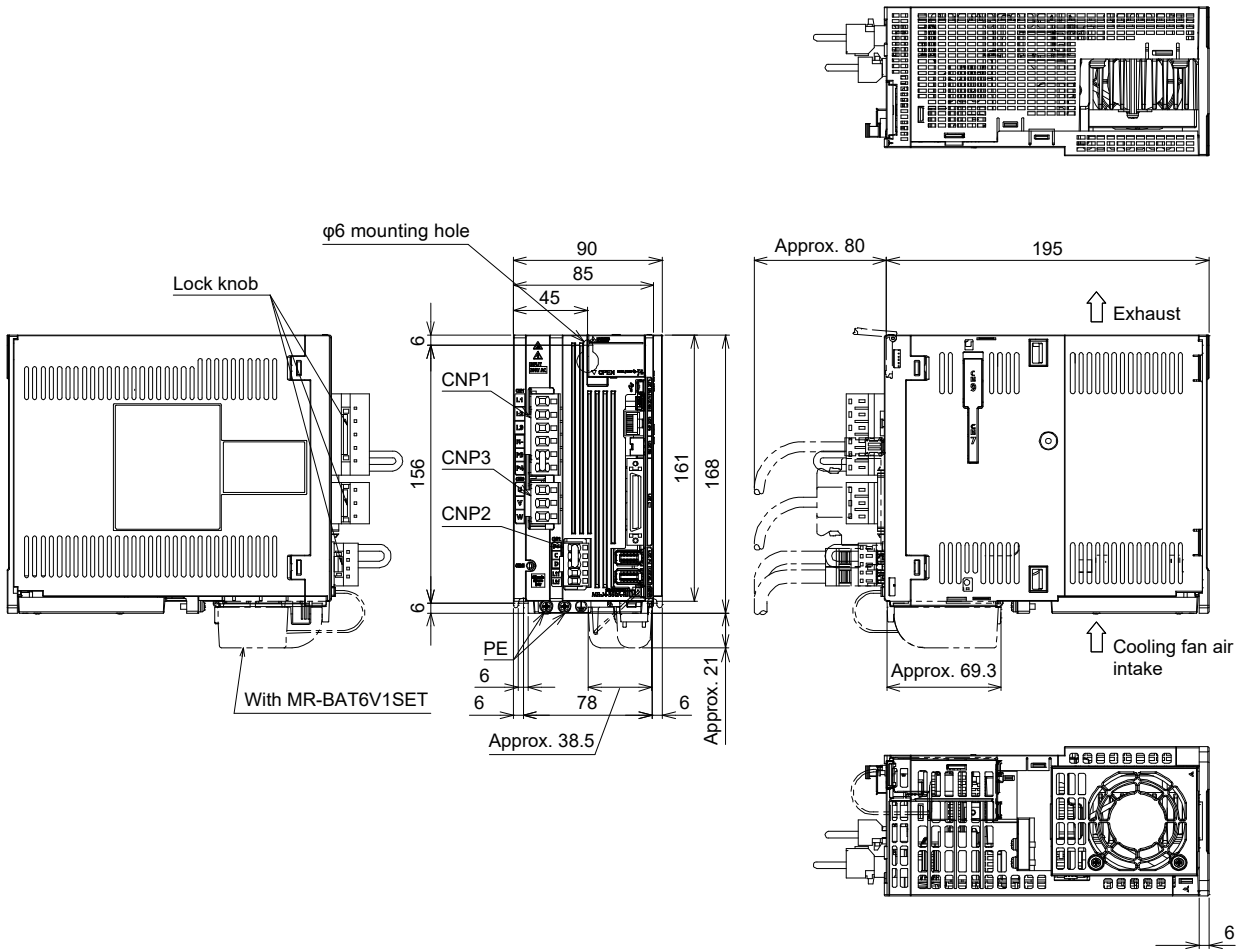 φ6 mounting hole
90
Approx. 80
195
85
Lock knob
45
Exhaust
6
CNP1
L1
CNP3
156
161
168
CNP2
V
W
6
PE
Cooling fan air
intake
6
Approx. 69.3
With MR-BAT6V1SET
6
78
6
Approx. 21
Approx. 38.5
6